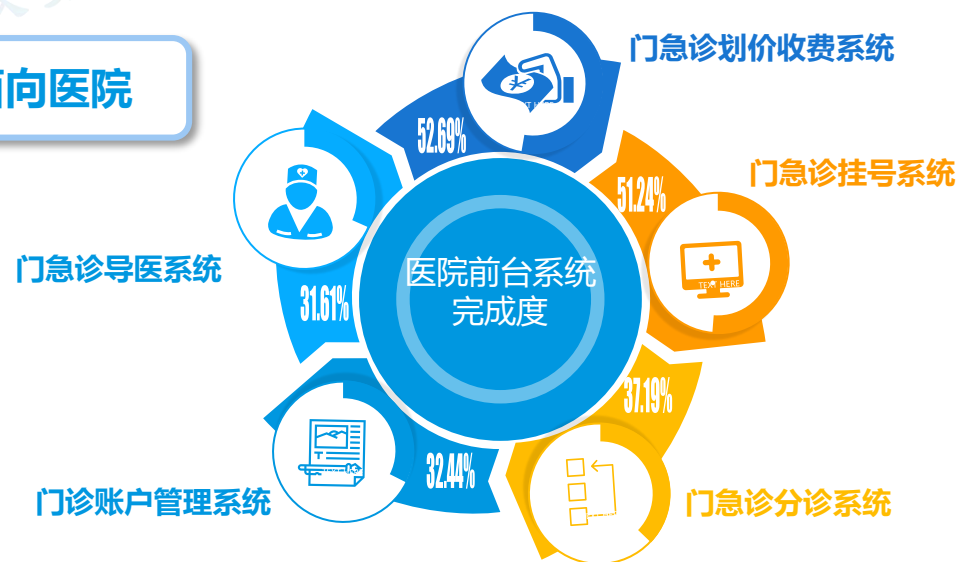 面向医院
门急诊划价收费系统
52.69%
门急诊挂号系统
51.24%
TEXT HERE
门急诊导医系统
31.61%
医院前台系统
完成度
37.19%
门急诊分诊系统
32.44%
门诊账户管理系统